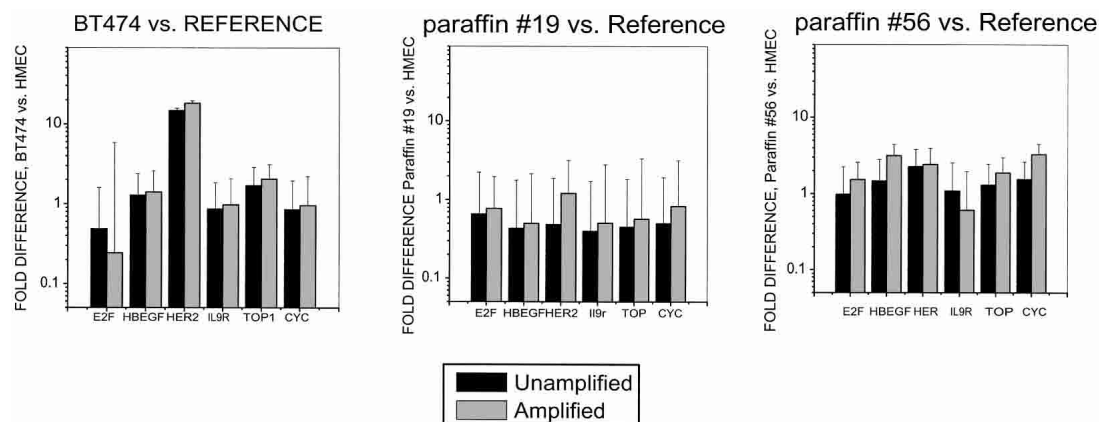 BT474 vs. REFERENCE
FOLD DIFFERENCE, BT474 vs. HMEC
10
1
0.1
E2F HBEGF HER2 IL9R TOP1 CYC
paraffin #19 vs. Reference
FOLD DIFFERENCE Paraffin #19 vs. HMEC
10
1
0.1
E2F HBEGF HER2 Il9r TOP CYC
paraffin #56 vs. Reference
FOLD DIFFERENCE, Paraffin #56 vs. HMEC
10
1
0.1
E2F HBEGF HER IL9R TOP CYC
Unamplified
Amplified